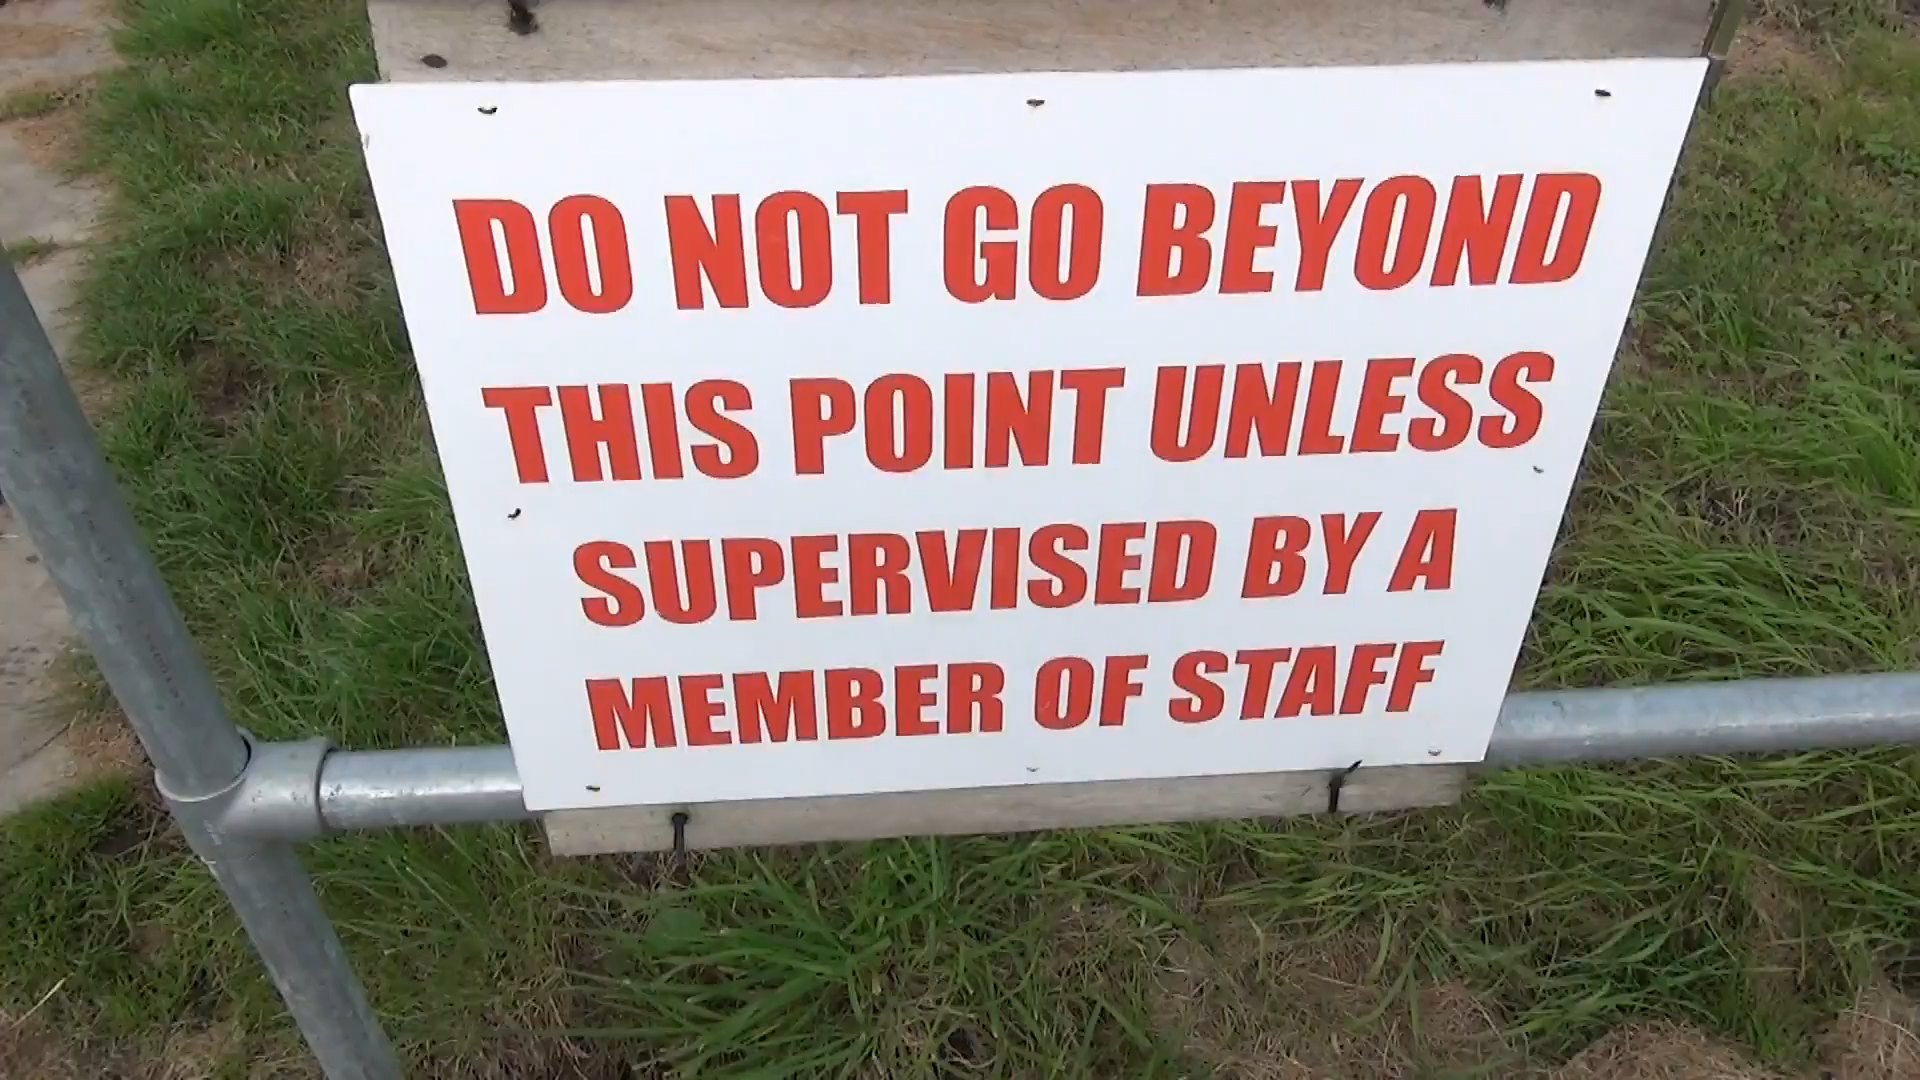 DO NOT GO BEYOND
THIS POINT UNLESS
SUPERVISED BY A
MEMBER OF STAFF